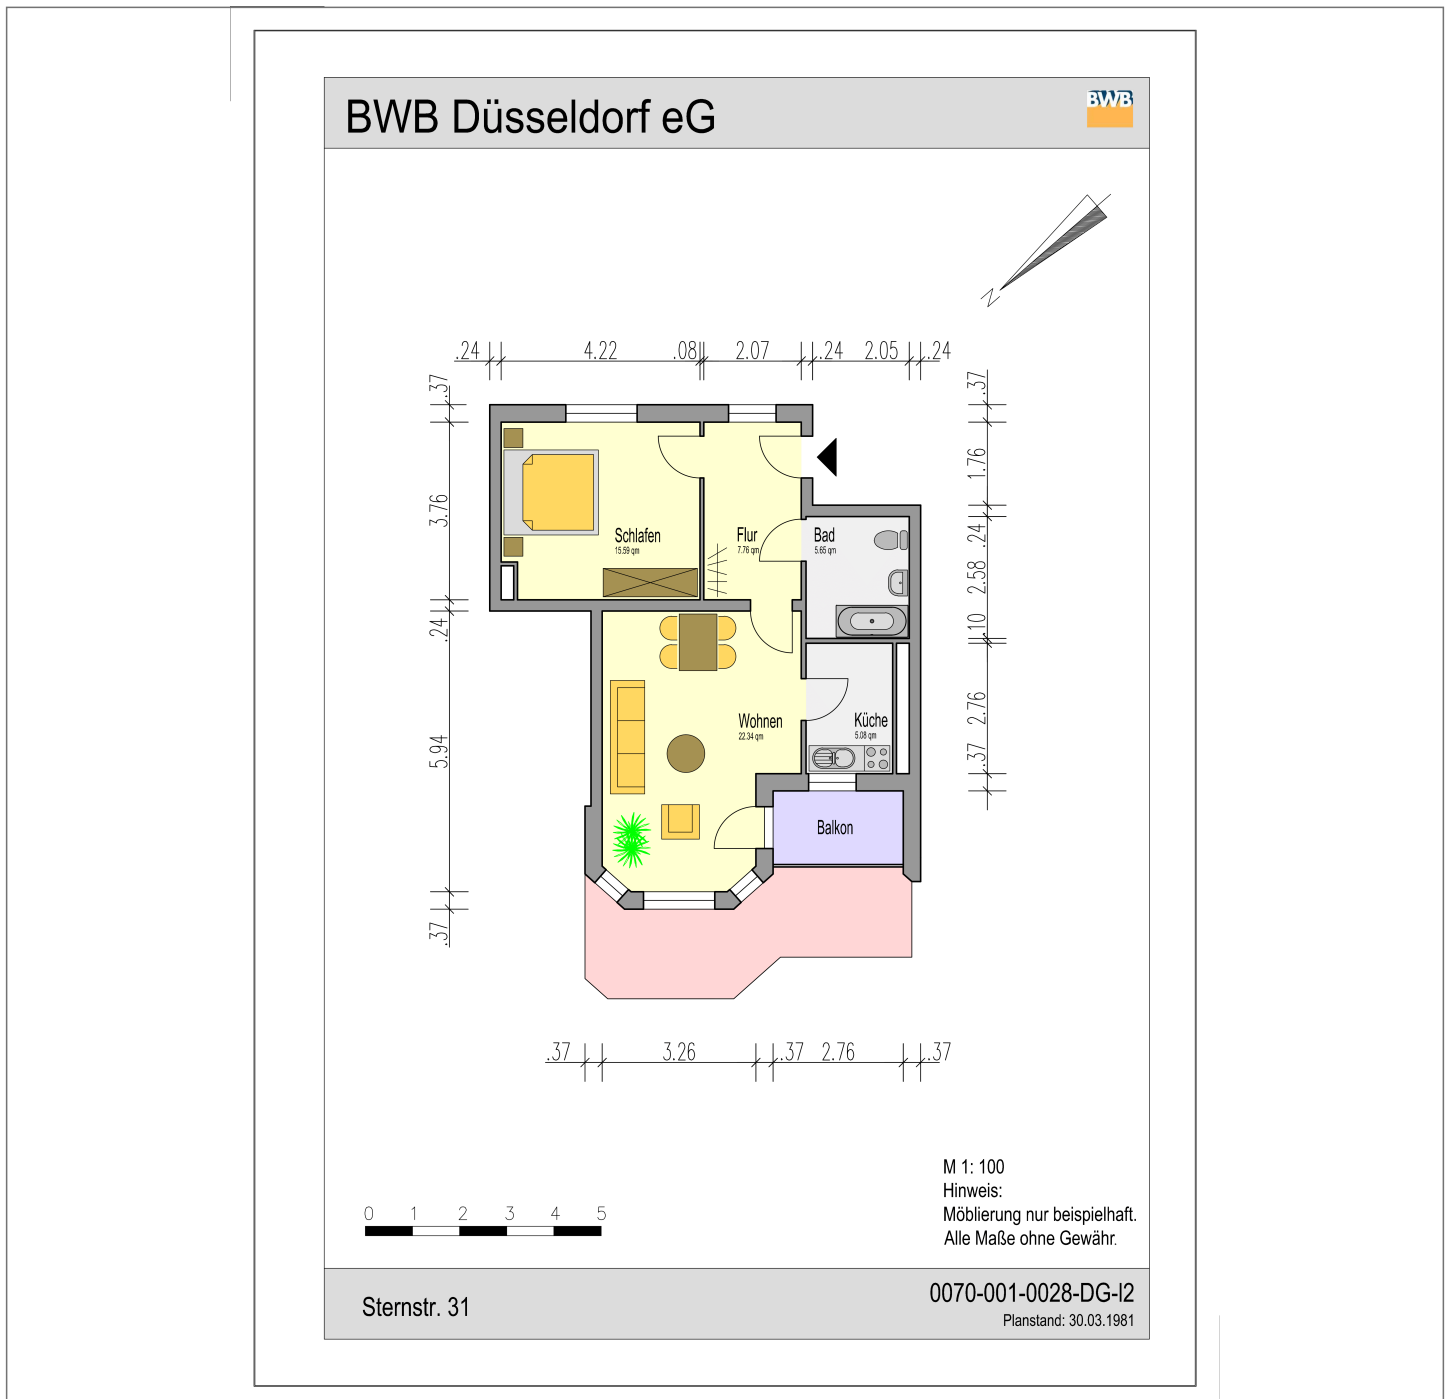 BWB Düsseldorf eG
BWB
N
.24 4.22 .08 2.07 .24 2.05 .24
.37
3.76
.24
5.94
.37
.37
1.76
.24
2.58
.10
2.76
.37
Schlafen
15.59 qm
Flur
7.76 qm
Bad
5.65 qm
Wohnen
22.34 qm
Küche
5.08 qm
Balkon
.37 3.26 .37 2.76 .37
M 1: 100
Hinweis:
Möblierung nur beispielhaft.
Alle Maße ohne Gewähr.
0 1 2 3 4 5
Sternstr. 31
0070-001-0028-DG-I2
Planstand: 30.03.1981